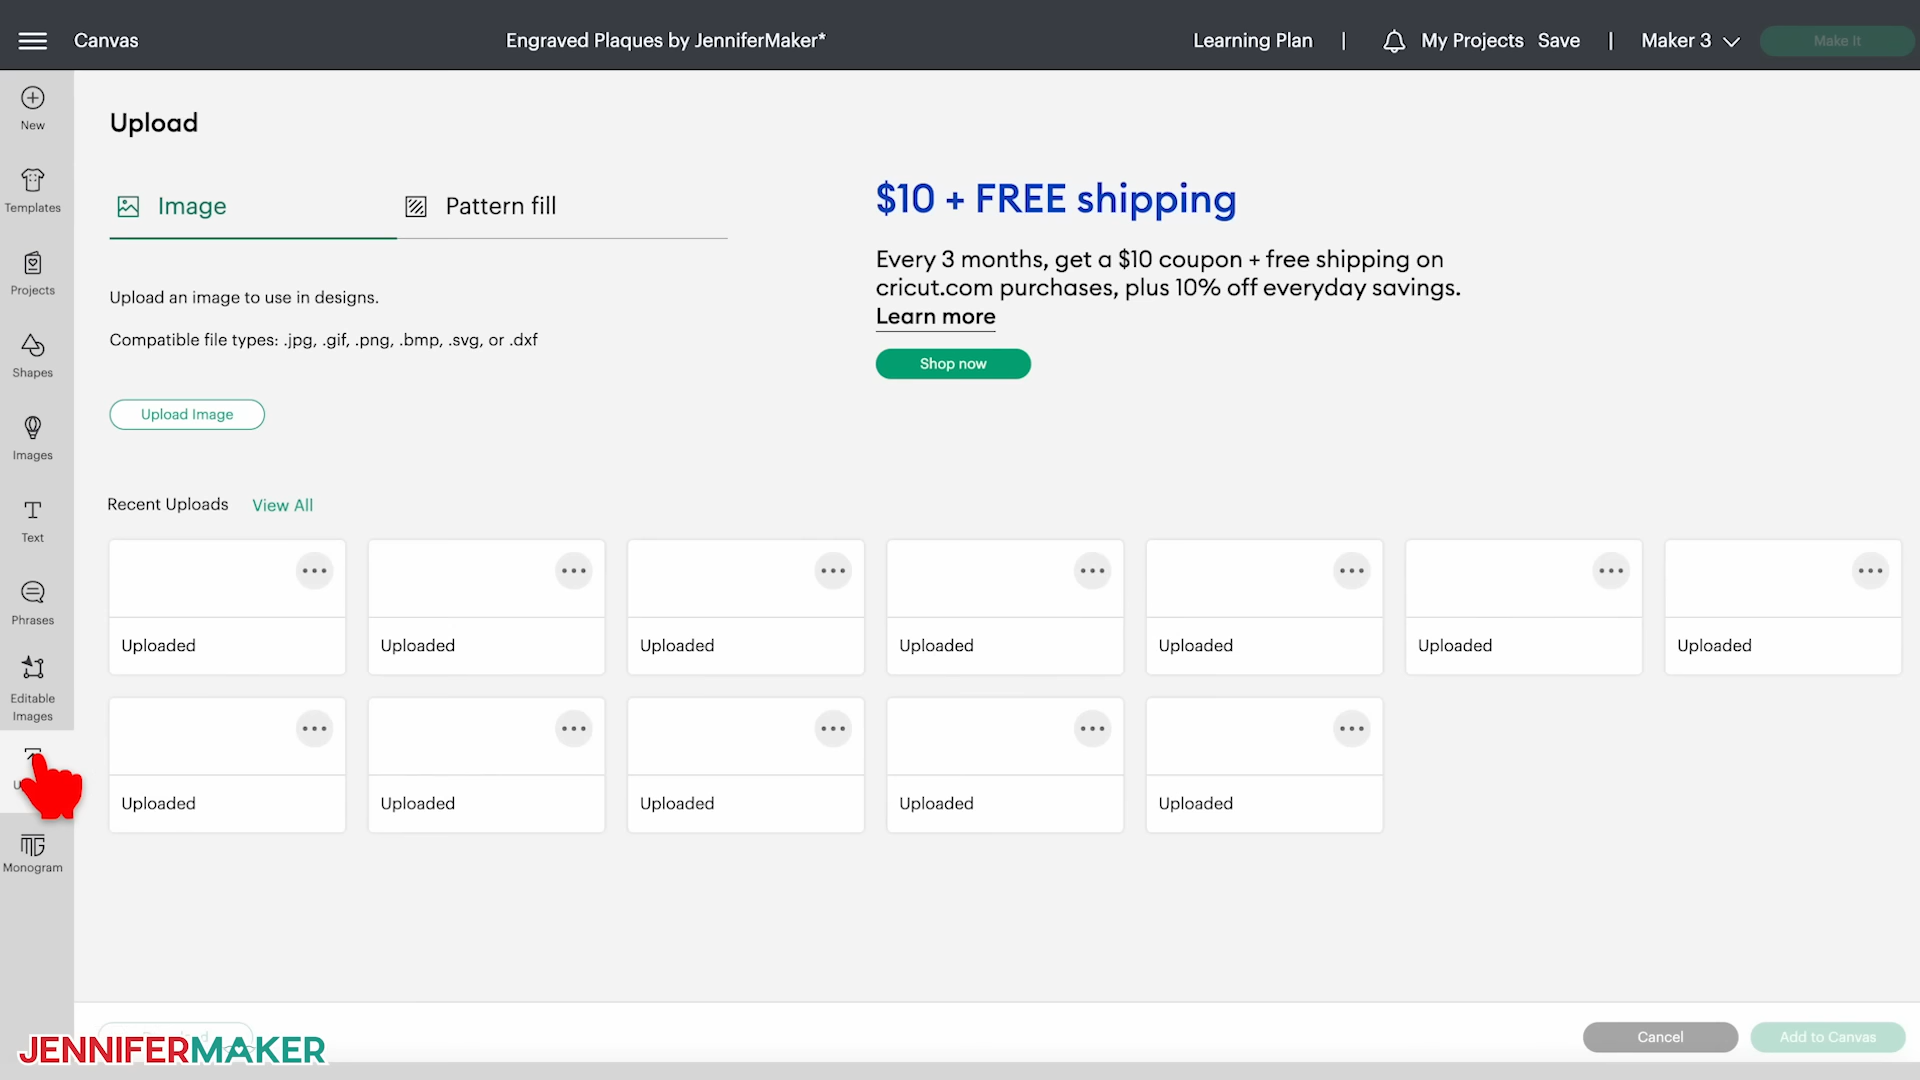 Canvas
Engraved Plaques by JenniferMaker*
Learning Plan | My Projects Save | Maker 3 Make It
New
Templates
Projects
Shapes
Images
Text
Phrases
Editable
Images
Monogram
Upload
Image Pattern fill
Upload an image to use in designs.
Compatible file types: .jpg, .gif, .png, .bmp, .svg, or .dxf
Upload Image
$10 + FREE shipping
Every 3 months, get a $10 coupon + free shipping on
cricut.com purchases, plus 10% off everyday savings.
Learn more
Shop now
Recent Uploads View All
Uploaded Uploaded Uploaded Uploaded Uploaded Uploaded Uploaded
Uploaded Uploaded Uploaded Uploaded Uploaded
JENNIFERMAKER
Cancel Add to Canvas